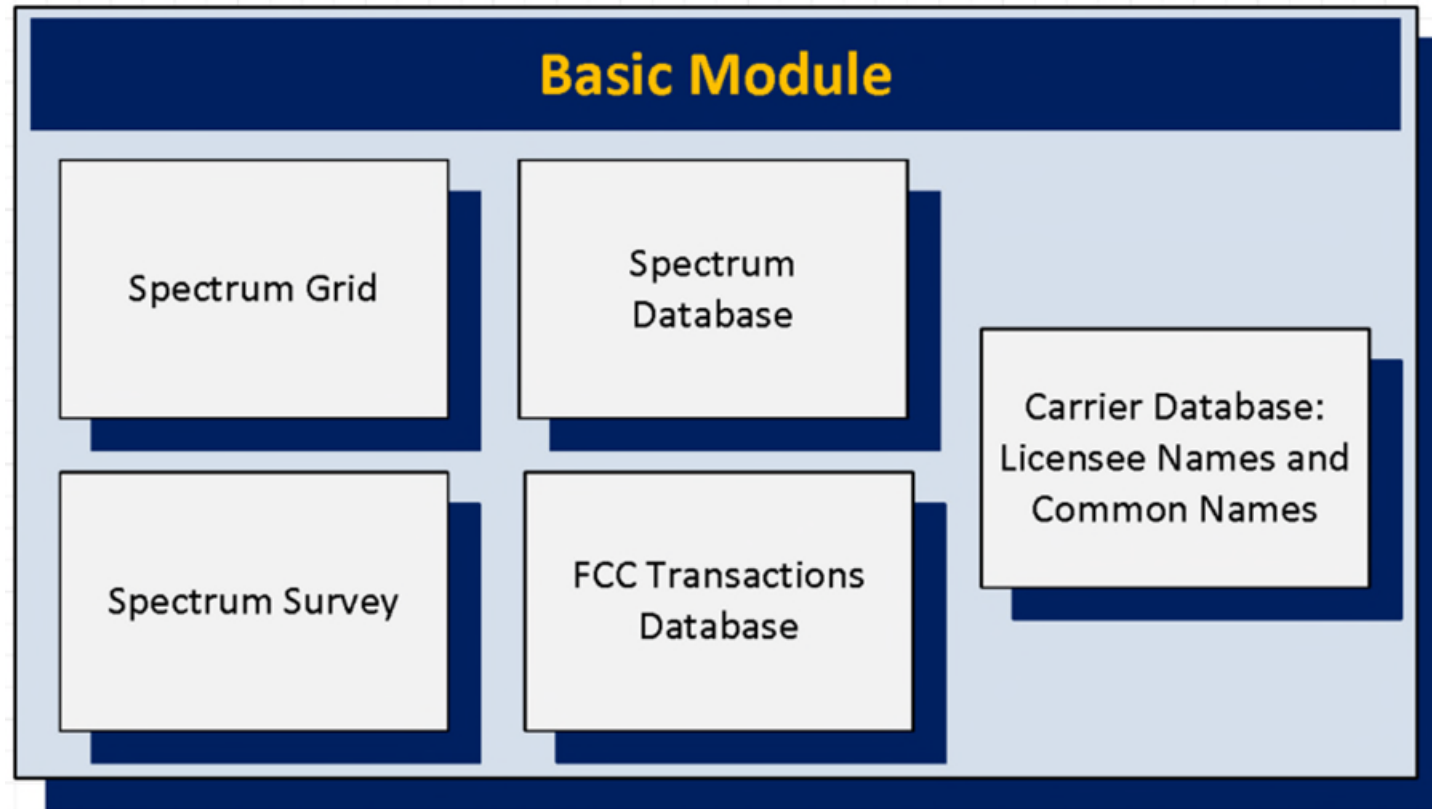 Basic Module
Spectrum Grid
Spectrum
Database
Carrier Database:
Licensee Names and
Common Names
Spectrum Survey
FCC Transactions
Database